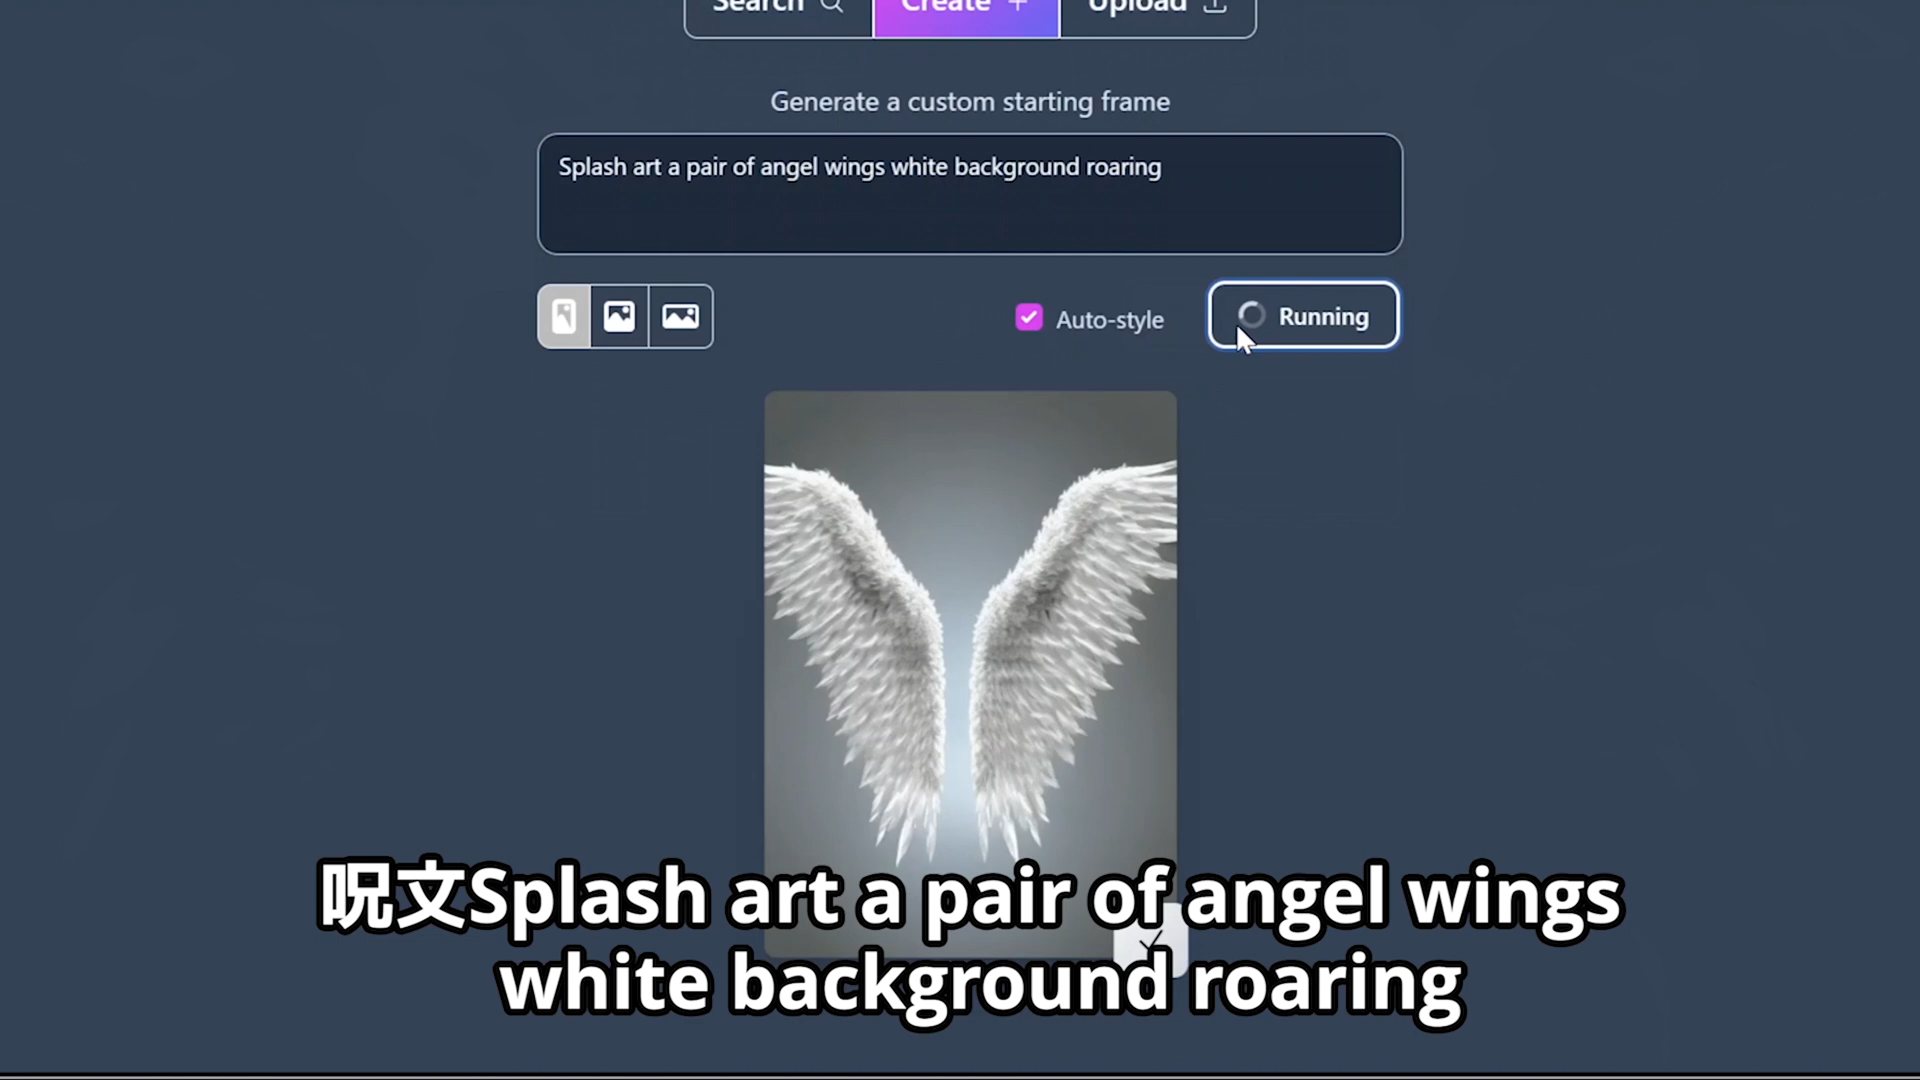 Search Create + Upload
Generate a custom starting frame
Splash art a pair of angel wings white background roaring
Auto-style Running
呪文Splash art a pair of angel wings
white background roaring